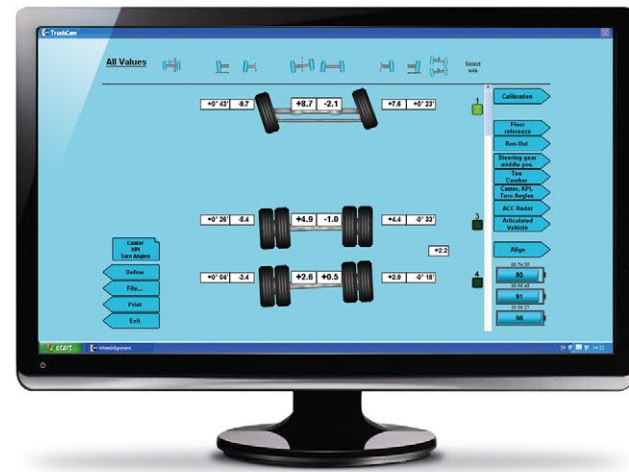 TruckCam
All Values
Select axle
Calibration
1
+0° 43'
-9.7
+8.7
-2.1
+7.6
+0° 23'
Floor
reference
Run-Out
Steering gear
middle pos.
Toe
Camber
Caster, KPI,
Turn Angles
ACC Radar
Articulated
Vehicle
+0° 26'
-5.4
+4.9
-1.0
+4.4
-0° 33'
3
+2.2
Caster
KPI
Turn Angles
Align
Define
+0° 04'
-2.4
+2.6
+0.5
+2.9
-0° 18'
4
90
File...
91
Print
98
Exit
start
WheelAlignment
14:22